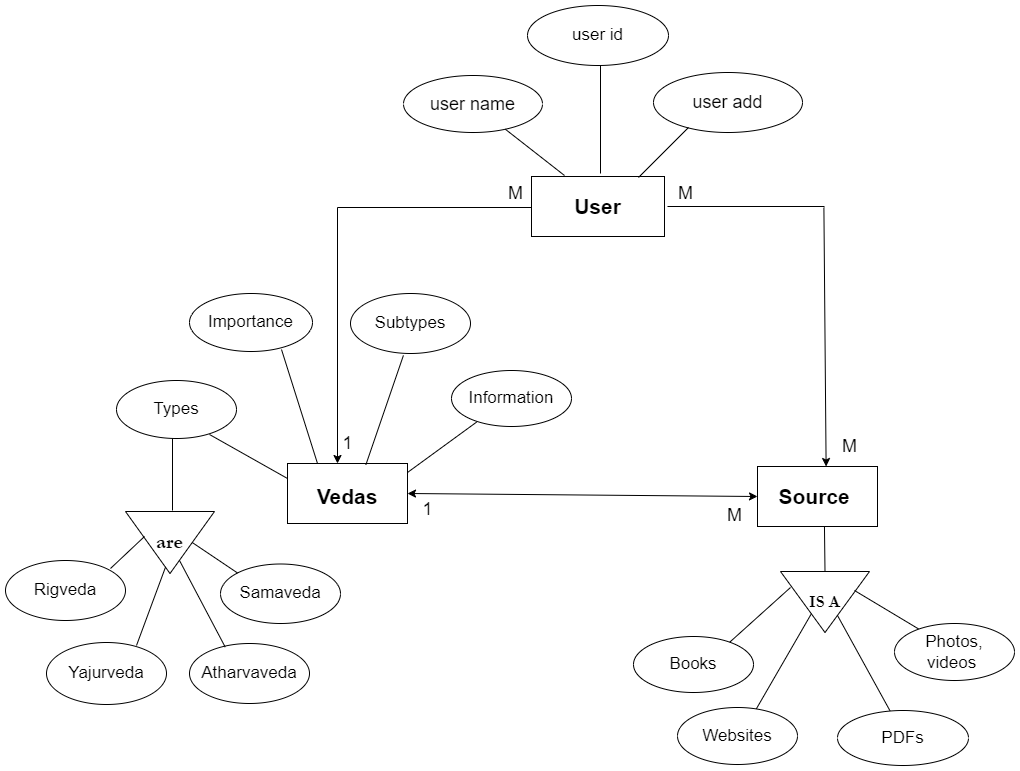 user id
user name
user add
M
User
M
Importance
Subtypes
Information
Types
1
M
Vedas
Source
1
M
are
Rigveda
Samaveda
Yajurveda
Atharvaveda
IS A
Books
Photos,
videos
Websites
PDFs